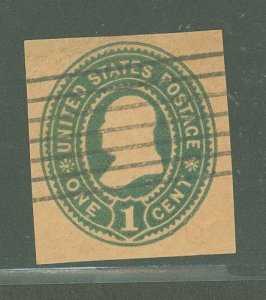 UNITED STATES POSTAGE
ONE 1 CENT